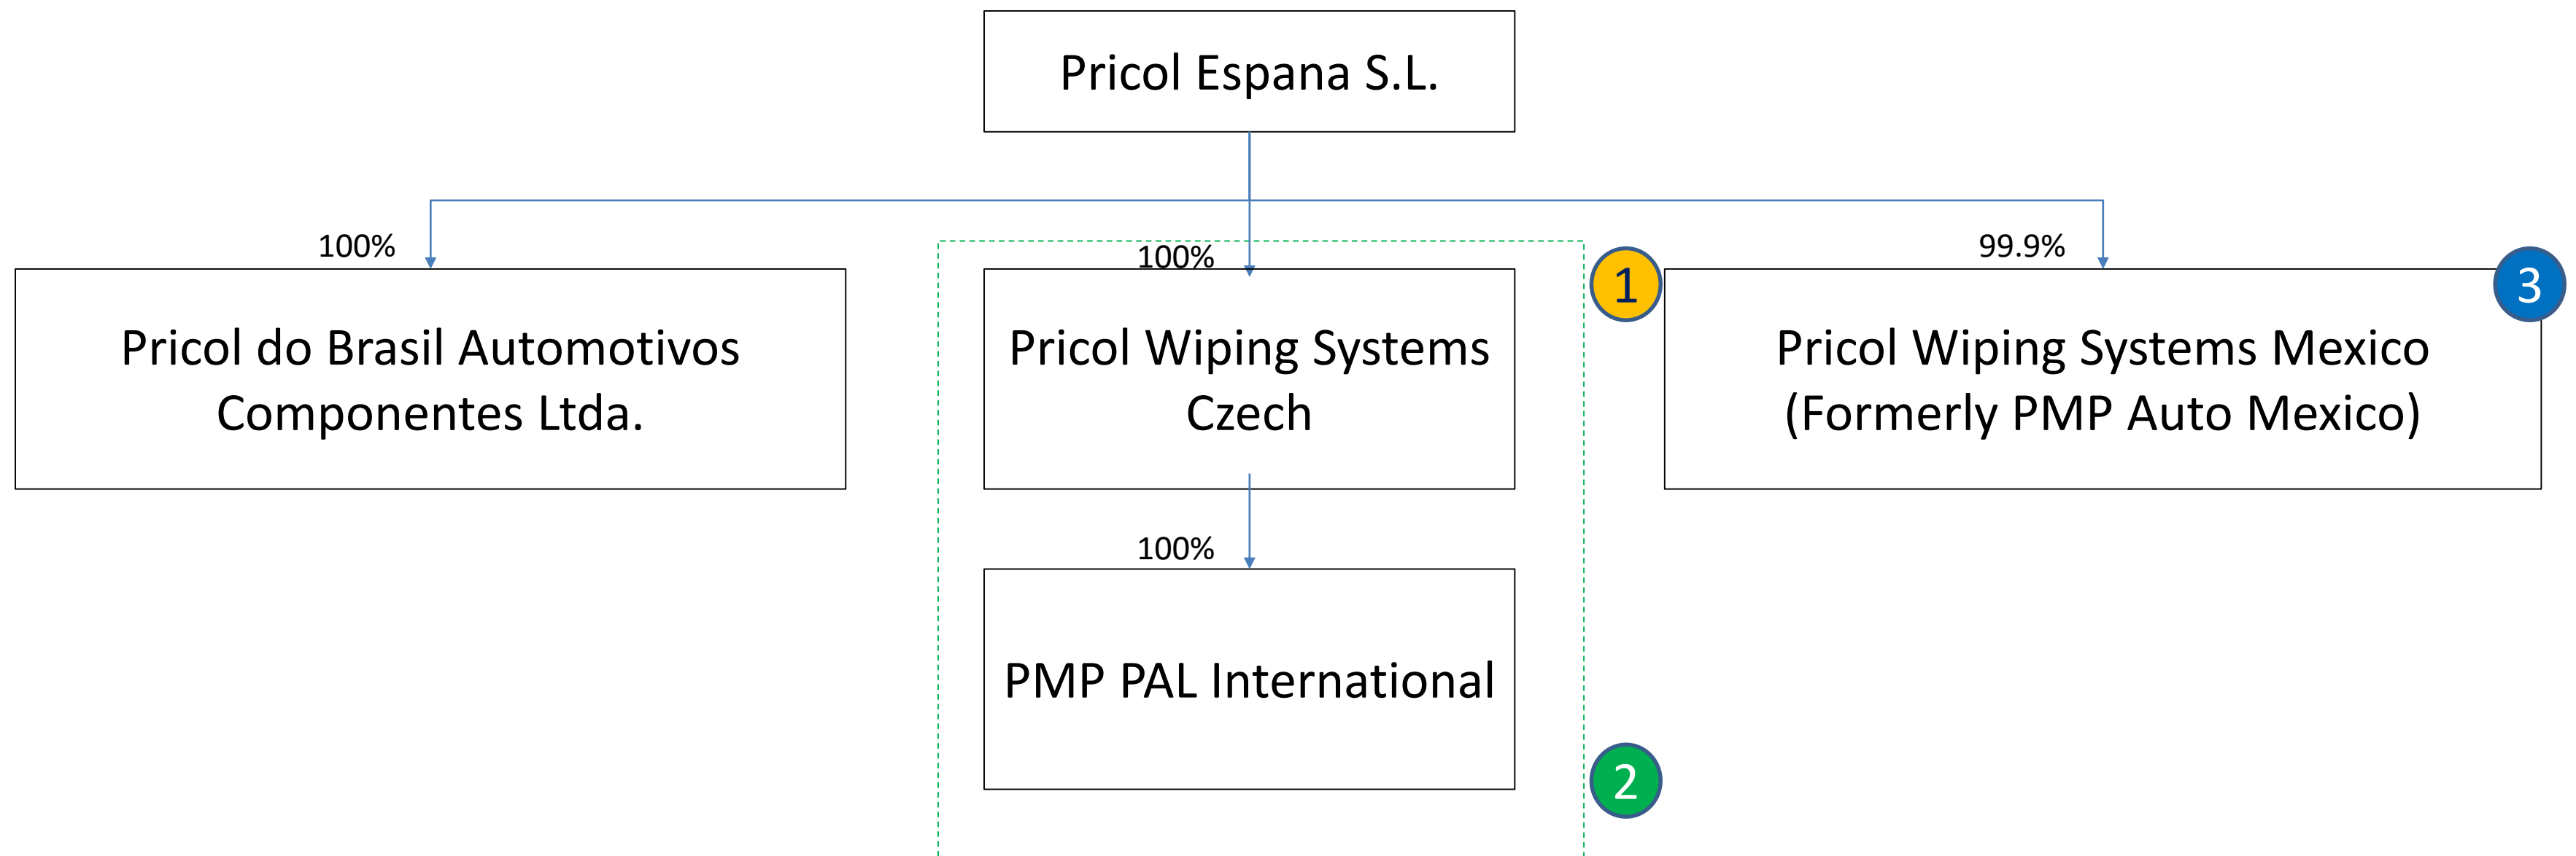 Pricol Espana S.L.
100%
100%
99.9%
Pricol do Brasil Automotivos
Componentes Ltda.
Pricol Wiping Systems
Czech
1
Pricol Wiping Systems Mexico
(Formerly PMP Auto Mexico)
3
100%
PMP PAL International
2